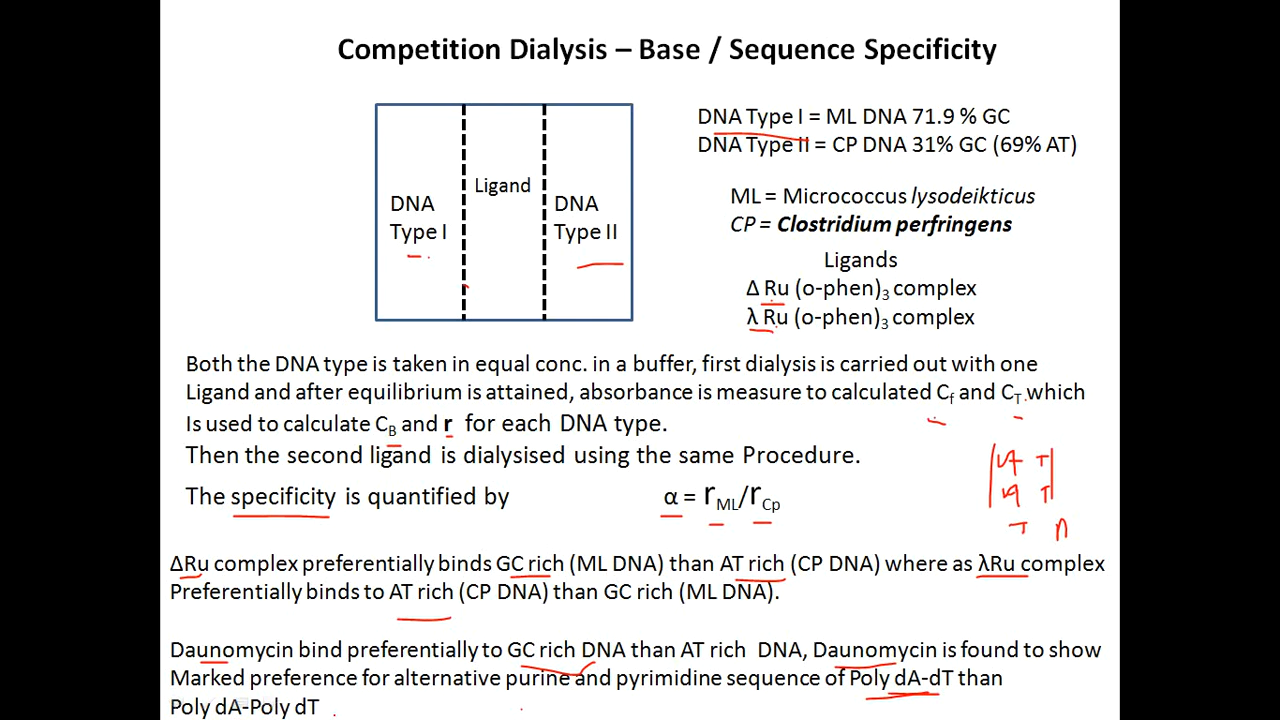 Competition Dialysis – Base / Sequence Specificity
DNA Type I
Ligand
DNA Type II
DNA Type I = ML DNA 71.9 % GC
DNA Type II = CP DNA 31% GC (69% AT)
ML = Micrococcus lysodeikticus
CP = Clostridium perfringens
Ligands
Δ Ru (o-phen)3 complex
λ Ru (o-phen)3 complex
Both the DNA type is taken in equal conc. in a buffer, first dialysis is carried out with one
Ligand and after equilibrium is attained, absorbance is measure to calculated Cf and CT which
Is used to calculate CB and r for each DNA type.
Then the second ligand is dialysised using the same Procedure.
The specificity is quantified by α = rML/rCp
ΔRu complex preferentially binds GC rich (ML DNA) than AT rich (CP DNA) where as λRu complex
Preferentially binds to AT rich (CP DNA) than GC rich (ML DNA).
Daunomycin bind preferentially to GC rich DNA than AT rich DNA, Daunomycin is found to show
Marked preference for alternative purine and pyrimidine sequence of Poly dA-dT than
Poly dA-Poly dT